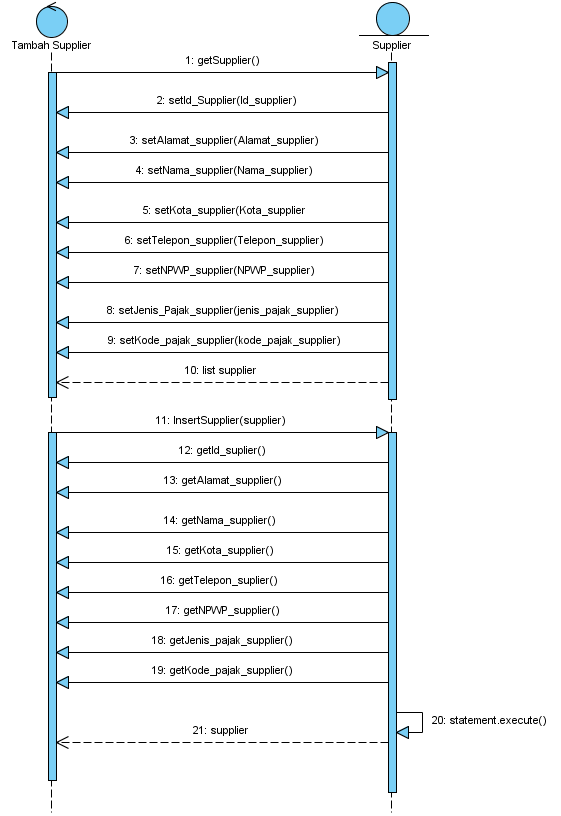 Tambah Supplier
Supplier
1: getSupplier()
2: setId_Supplier(Id_supplier)
3: setAlamat_supplier(Alamat_supplier)
4: setNama_supplier(Nama_supplier)
5: setKota_supplier(Kota_supplier
6: setTelepon_supplier(Telepon_supplier)
7: setNPWP_supplier(NPWP_supplier)
8: setJenis_Pajak_supplier(jenis_pajak_supplier)
9: setKode_pajak_supplier(kode_pajak_supplier)
10: list supplier
11: InsertSupplier(supplier)
12: getId_suplier()
13: getAlamat_supplier()
14: getNama_supplier()
15: getKota_supplier()
16: getTelepon_suplier()
17: getNPWP_supplier()
18: getJenis_pajak_supplier()
19: getKode_pajak_supplier()
20: statement.execute()
21: supplier